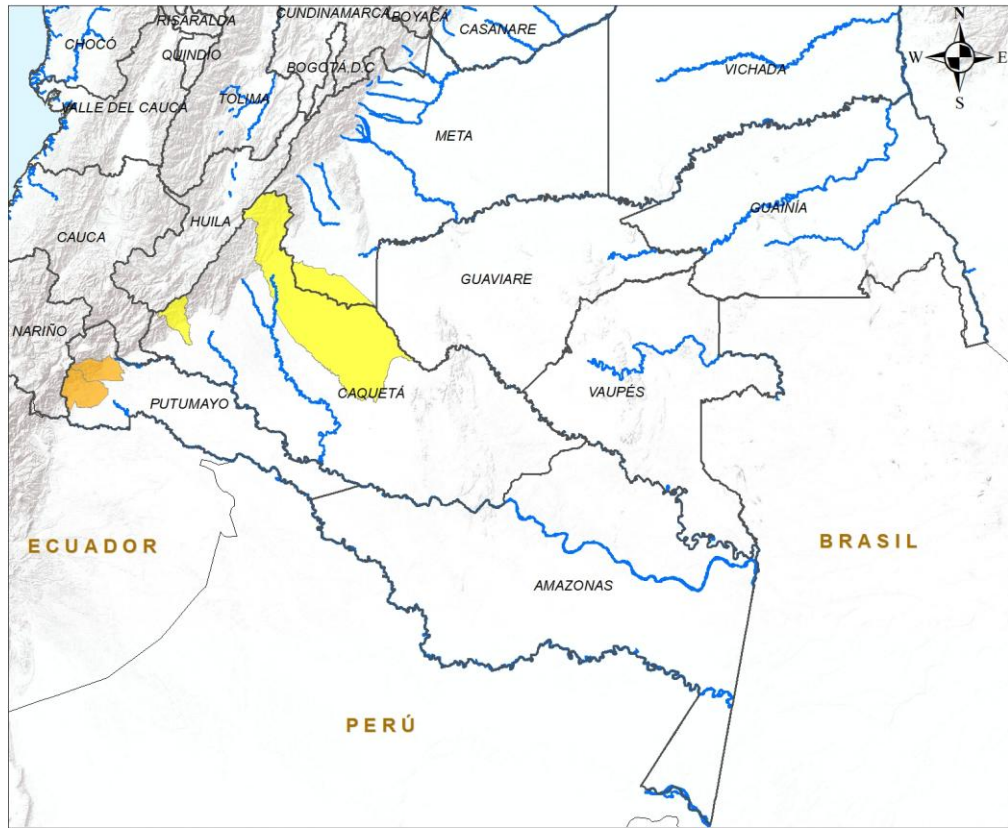 RISARALDA
CUNDINAMARCA
BOYACÁ
CASANARE
N
CHOCÓ
QUINDÍO
BOGOTÁ D.C
W
E
VICHADA
TOLIMA
VALLE DEL CAUCA
S
META
GUAINÍA
HUILA
CAUCA
GUAVIARE
NARIÑO
CAQUETÁ
VAUPÉS
PUTUMAYO
ECUADOR
BRASIL
AMAZONAS
PERÚ